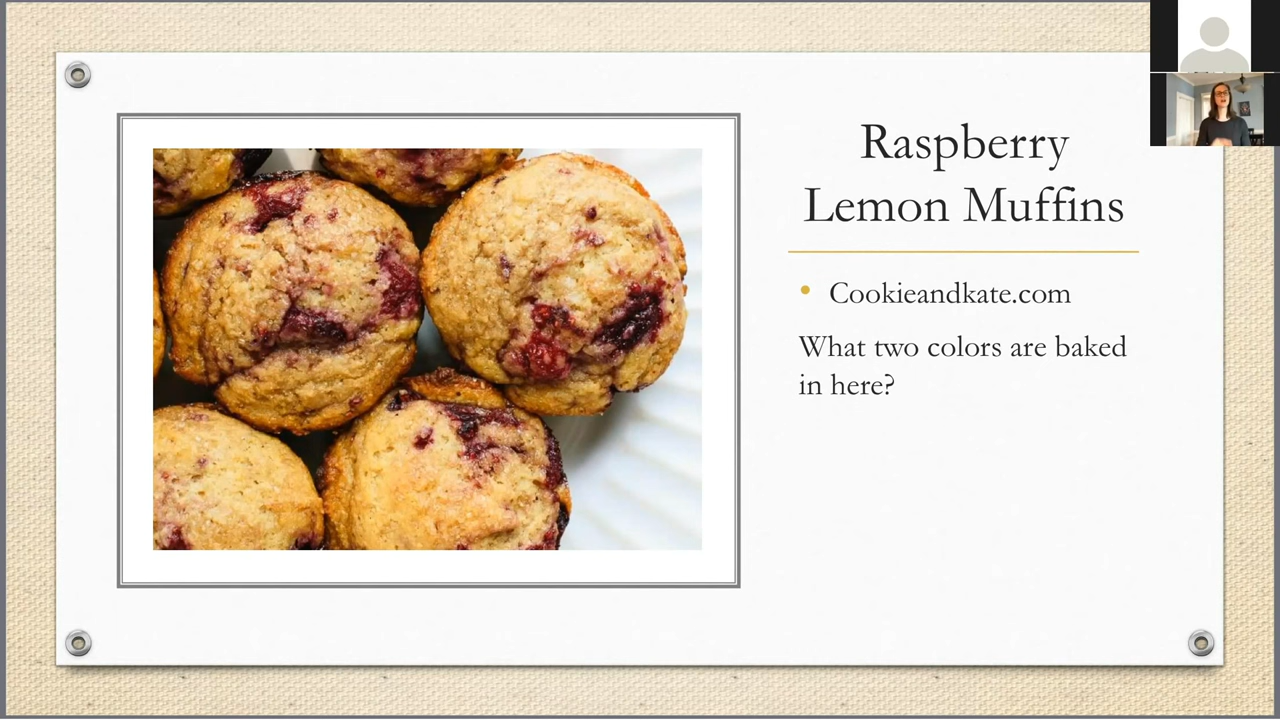 Raspberry
Lemon Muffins
• Cookieandkate.com
What two colors are baked
in here?